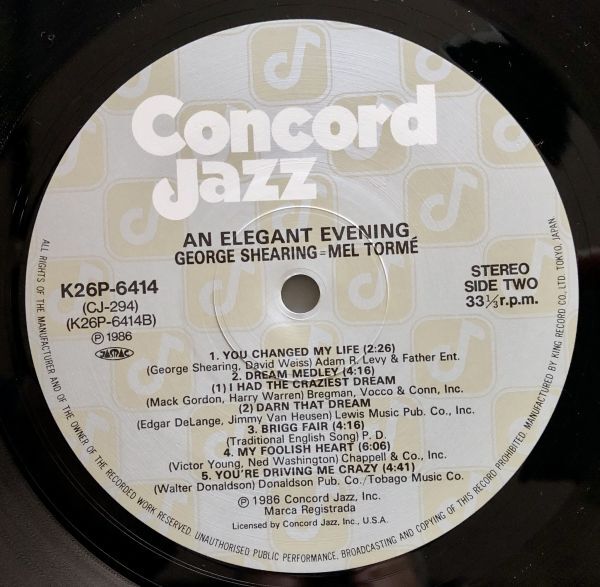 Concord
Jazz
AN ELEGANT EVENING
GEORGE SHEARING=MEL TORMÉ
K26P-6414
(CJ-294)
(K26P-6414B)
℗ 1986
JASRAC
STEREO
SIDE TWO
33⅓ r.p.m.
1. YOU CHANGED MY LIFE (2:26)
(George Shearing, David Weiss) Adam R. Levy & Father Ent.
2. DREAM MEDLEY (4:16)
(1) I HAD THE CRAZIEST DREAM
(Mack Gordon, Harry Warren) Bregman, Vocco & Conn, Inc.
(2) DARN THAT DREAM
(Edgar DeLange, Jimmy Van Heusen) Lewis Music Pub. Co., Inc.
3. BRIGG FAIR (4:16)
(Traditional English Song) P. D.
4. MY FOOLISH HEART (6:06)
(Victor Young, Ned Washington) Chappell & Co., Inc.
5. YOU'RE DRIVING ME CRAZY (4:41)
(Walter Donaldson) Donaldson Pub. Co./Tobago Music Co.
℗ 1986 Concord Jazz, Inc.
Marca Registrada
Licensed by Concord Jazz, Inc., U.S.A.
ALL RIGHTS OF THE MANUFACTURER AND OF THE OWNER OF THE RECORDED WORK RESERVED. UNAUTHORISED PUBLIC PERFORMANCE, BROADCASTING AND COPYING OF THIS RECORD PROHIBITED. MANUFACTURED BY KING RECORD CO., LTD. TOKYO, JAPAN